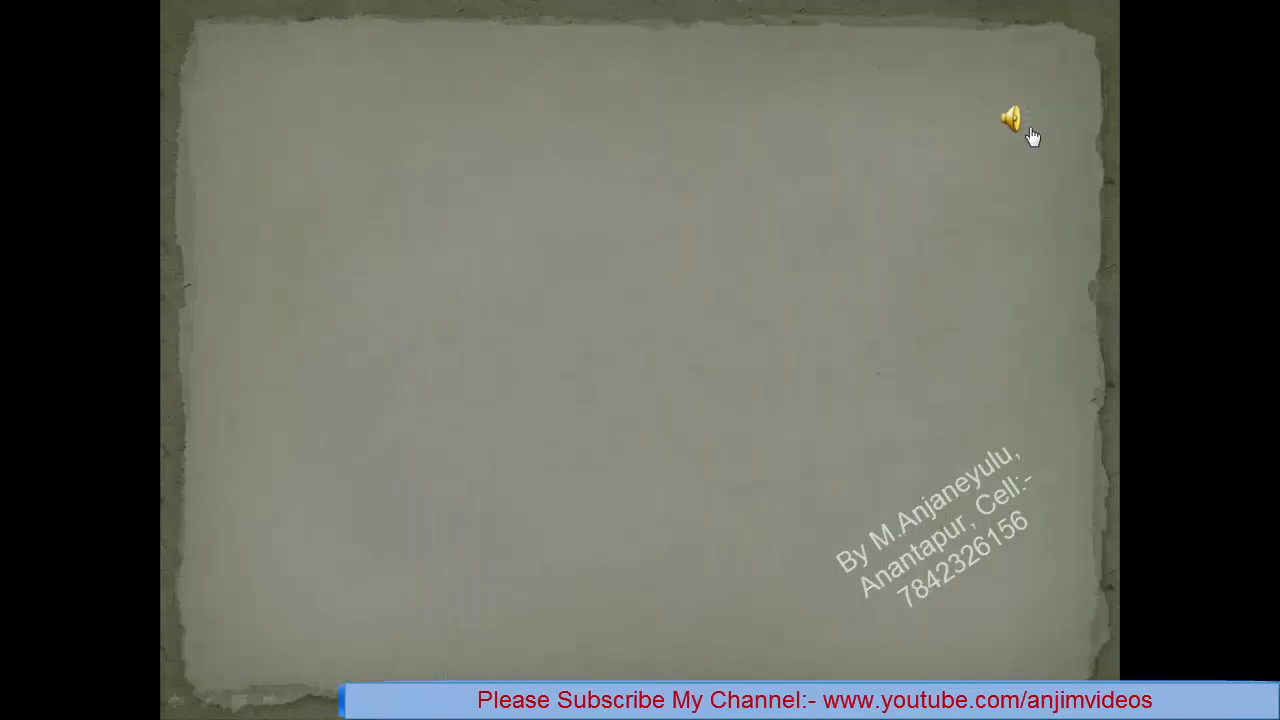 By M.Anjaneyulu,
Anantapur, Cell:-
7842326156
Please Subscribe My Channel:- www.youtube.com/anjimvideos